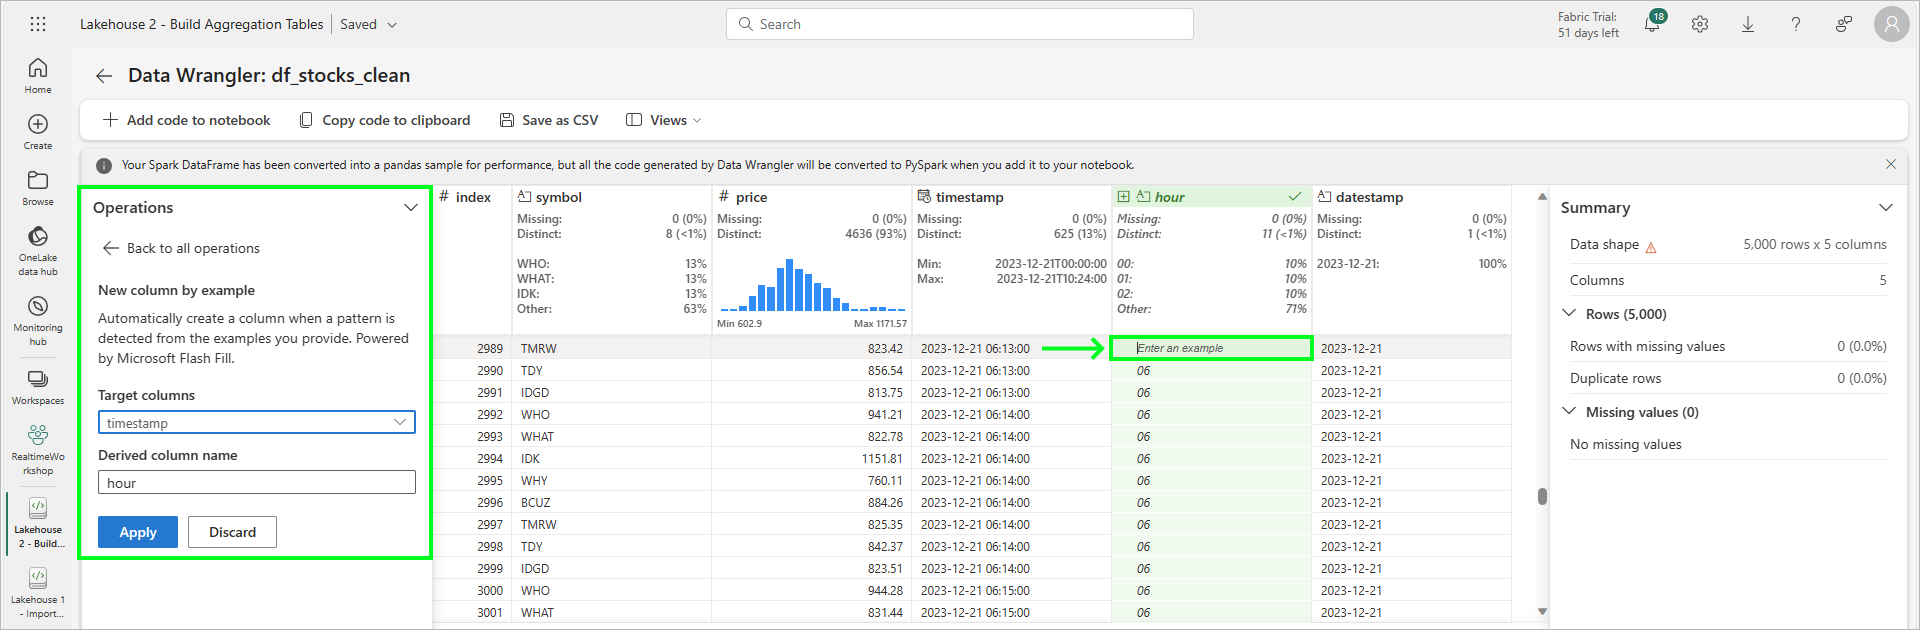 Lakehouse 2 - Build Aggregation Tables | Saved
Search
Fabric Trial:
51 days left
18
Home
Create
Browse
OneLake
data hub
Monitoring
hub
Workspaces
RealtimeWo
rkshop
Lakehouse
2 - Build...
Lakehouse 1
- Import...
Data Wrangler: df_stocks_clean
Add code to notebook
Copy code to clipboard
Save as CSV
Views
Your Spark DataFrame has been converted into a pandas sample for performance, but all the code generated by Data Wrangler will be converted to PySpark when you add it to your notebook.
Operations
Back to all operations
New column by example
Automatically create a column when a pattern is
detected from the examples you provide. Powered
by Microsoft Flash Fill.
Target columns
timestamp
Derived column name
hour
Apply
Discard
# index
symbol
Missing: 0 (0%)
Distinct: 8 (<1%)
WHO: 13%
WHAT: 13%
IDK: 13%
Other: 63%
# price
Missing: 0 (0%)
Distinct: 4636 (93%)
Min 602.9 Max 1171.57
timestamp
Missing: 0 (0%)
Distinct: 625 (13%)
Min: 2023-12-21T00:00:00
Max: 2023-12-21T10:24:00
hour
Missing: 0 (0%)
Distinct: 11 (<1%)
00: 10%
01: 10%
02: 10%
Other: 71%
datestamp
Missing: 0 (0%)
Distinct: 1 (<1%)
2023-12-21: 100%
2989 TMRW 823.42 2023-12-21 06:13:00 Enter an example 2023-12-21
2990 TDY 856.54 2023-12-21 06:13:00 06 2023-12-21
2991 IDGD 813.75 2023-12-21 06:13:00 06 2023-12-21
2992 WHO 941.21 2023-12-21 06:14:00 06 2023-12-21
2993 WHAT 822.78 2023-12-21 06:14:00 06 2023-12-21
2994 IDK 1151.81 2023-12-21 06:14:00 06 2023-12-21
2995 WHY 760.11 2023-12-21 06:14:00 06 2023-12-21
2996 BCUZ 884.26 2023-12-21 06:14:00 06 2023-12-21
2997 TMRW 825.35 2023-12-21 06:14:00 06 2023-12-21
2998 TDY 842.37 2023-12-21 06:14:00 06 2023-12-21
2999 IDGD 823.51 2023-12-21 06:14:00 06 2023-12-21
3000 WHO 944.28 2023-12-21 06:15:00 06 2023-12-21
3001 WHAT 831.44 2023-12-21 06:15:00 06 2023-12-21
Summary
Data shape 5,000 rows x 5 columns
Columns 5
Rows (5,000)
Rows with missing values 0 (0.0%)
Duplicate rows 0 (0.0%)
Missing values (0)
No missing values